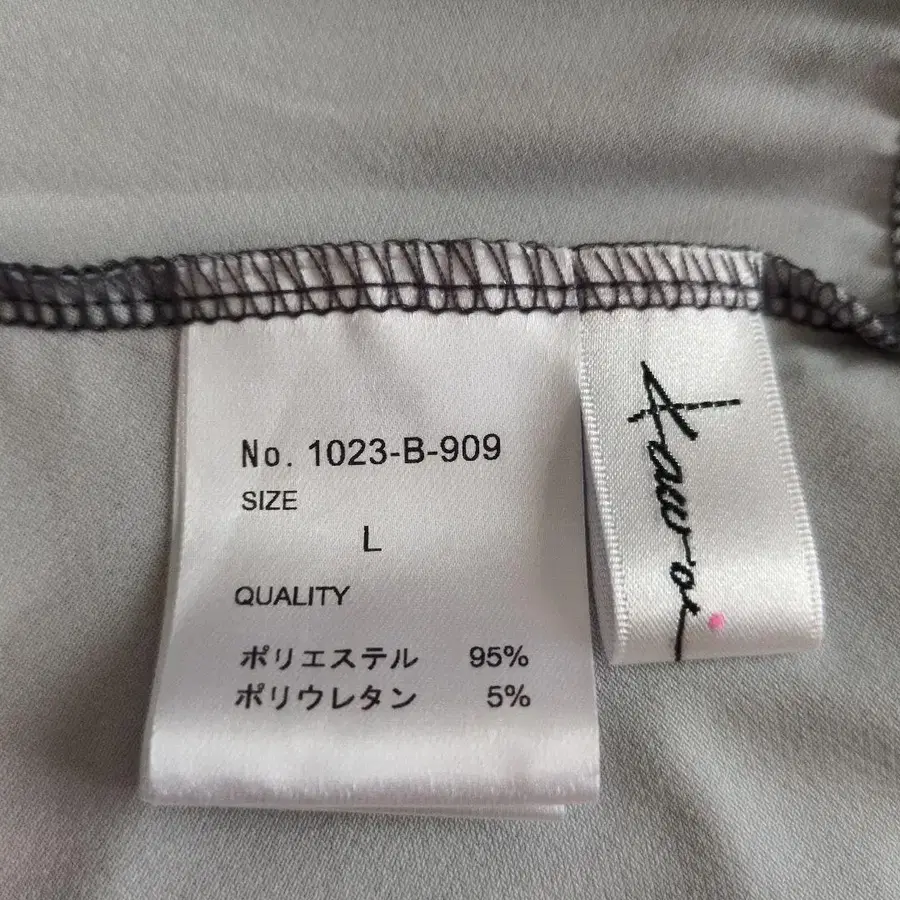 No. 1023-B-909
SIZE
L
QUALITY
ポリエステル 95%
ポリウレタン 5%
Kawoi